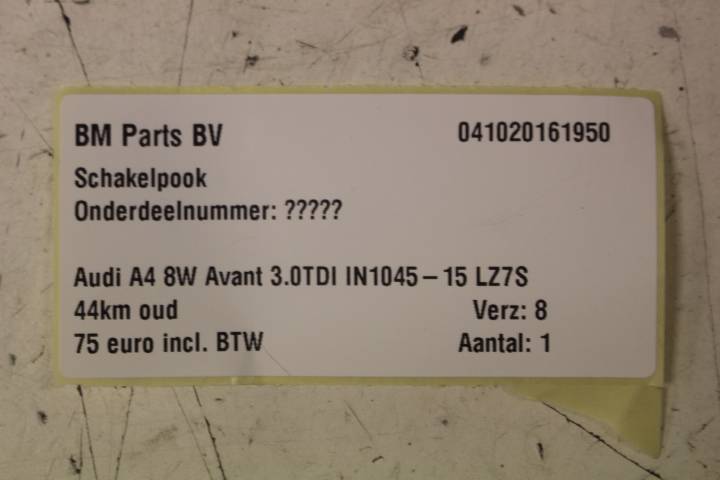 BM Parts BV 041020161950
Schakelpook
Onderdeelnummer: ?????
Audi A4 8W Avant 3.0TDI IN1045-15 LZ7S
44km oud Verz: 8
75 euro incl. BTW Aantal: 1